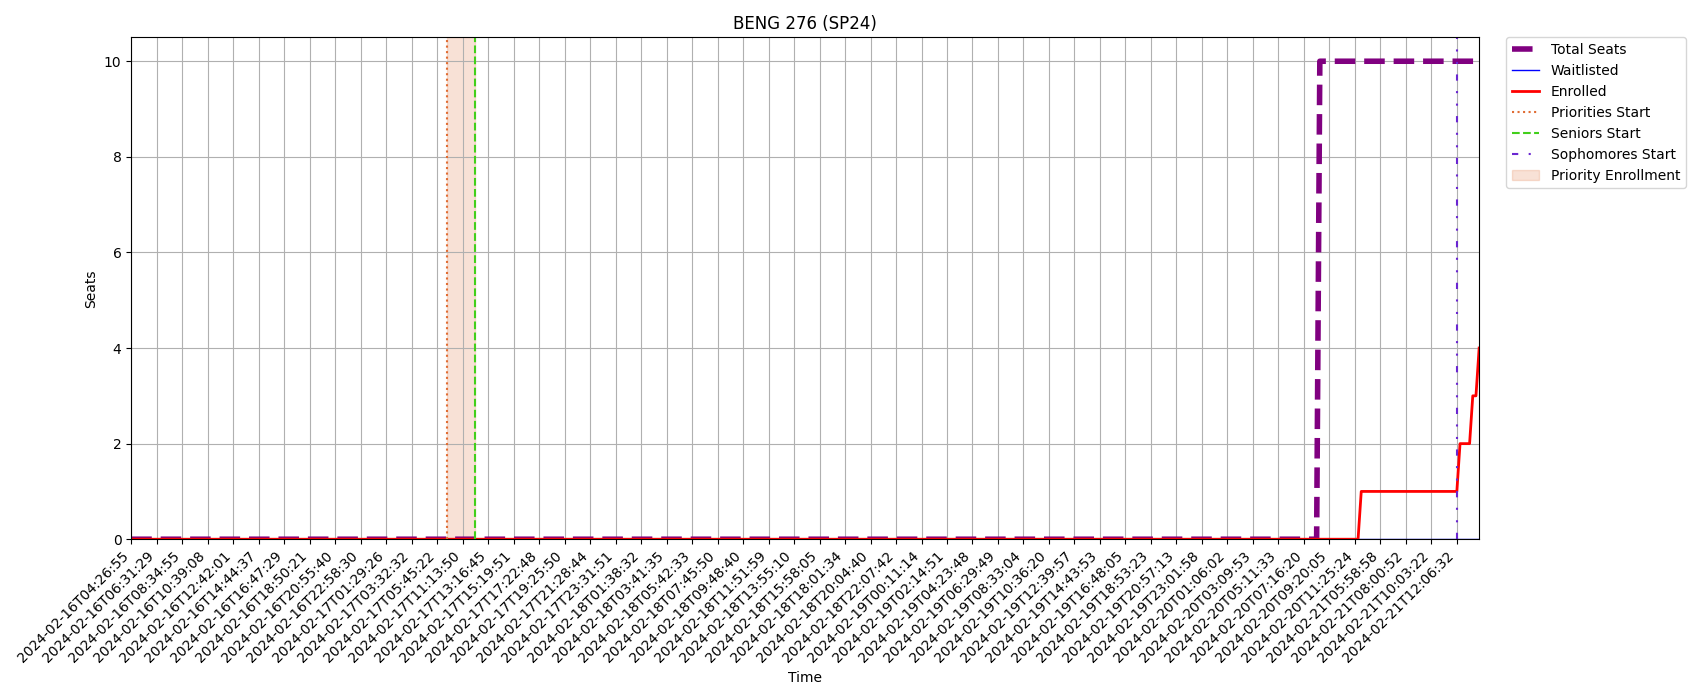 BENG 276 (SP24)
Total Seats
Waitlisted
Enrolled
Priorities Start
Seniors Start
Sophomores Start
Priority Enrollment
Seats
10
8
6
4
2
0
2024-02-16T04:26:55
2024-02-16T06:31:29
2024-02-16T08:34:55
2024-02-16T10:39:08
2024-02-16T12:42:01
2024-02-16T14:44:37
2024-02-16T16:47:29
2024-02-16T18:50:21
2024-02-16T20:55:40
2024-02-16T22:58:30
2024-02-17T01:29:26
2024-02-17T03:32:32
2024-02-17T05:45:22
2024-02-17T11:13:50
2024-02-17T13:16:45
2024-02-17T15:19:51
2024-02-17T17:22:48
2024-02-17T19:25:50
2024-02-17T21:28:44
2024-02-17T23:31:51
2024-02-18T01:38:32
2024-02-18T03:41:35
2024-02-18T05:42:33
2024-02-18T07:45:50
2024-02-18T09:48:40
2024-02-18T11:51:59
2024-02-18T13:55:10
2024-02-18T15:58:05
2024-02-18T18:01:34
2024-02-18T20:04:40
2024-02-18T22:07:42
2024-02-19T00:11:14
2024-02-19T02:14:51
2024-02-19T04:23:48
2024-02-19T06:29:49
2024-02-19T08:33:04
2024-02-19T10:36:20
2024-02-19T12:39:57
2024-02-19T14:43:53
2024-02-19T16:48:05
2024-02-19T18:53:23
2024-02-19T20:57:13
2024-02-19T23:01:58
2024-02-20T01:06:02
2024-02-20T03:09:53
2024-02-20T05:11:33
2024-02-20T07:16:20
2024-02-20T09:20:05
2024-02-20T11:25:24
2024-02-21T05:58:58
2024-02-21T08:00:52
2024-02-21T10:03:22
2024-02-21T12:06:32
Time